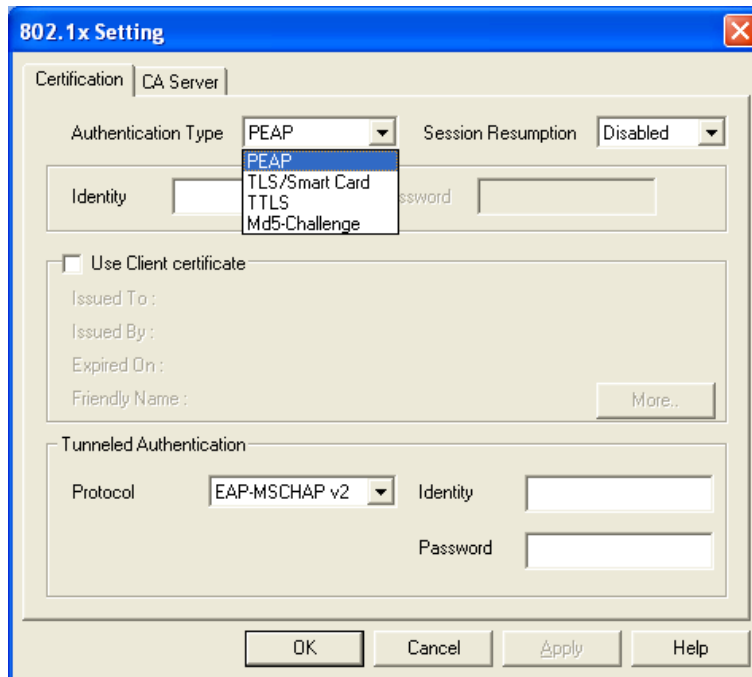 802.1x Setting
Certification CA Server
Authentication Type PEAP Session Resumption Disabled
PEAP
TLS/Smart Card
TTLS
Md5-Challenge
Identity ssword
Use Client certificate
Issued To :
Issued By :
Expired On :
Friendly Name : More..
Tunneled Authentication
Protocol EAP-MSCHAP v2 Identity
Password
OK Cancel Apply Help